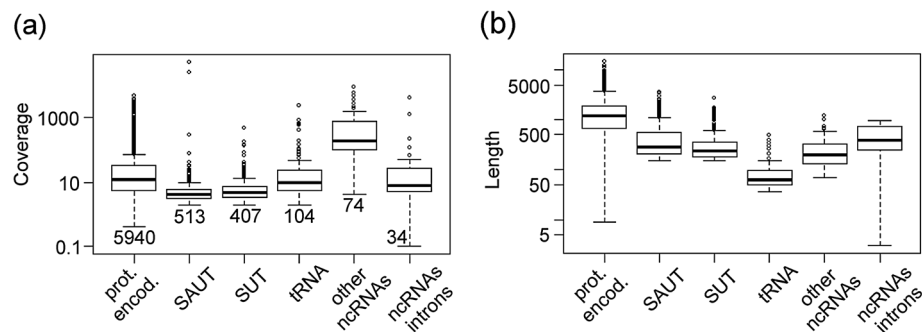 (a)
Coverage
1000
10
0.1
5940
513
407
104
74
34
prot.
encod.
SAUT
SUT
tRNA
other
ncRNAs
ncRNAs
introns
(b)
Length
5000
500
50
5
prot.
encod.
SAUT
SUT
tRNA
other
ncRNAs
ncRNAs
introns